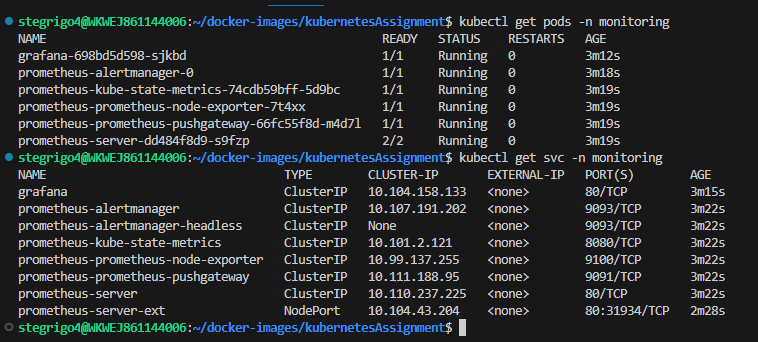 stegrigo4@WKWEJ861144006:~/docker-images/kubernetesAssignment$ kubectl get pods -n monitoring
NAME READY STATUS RESTARTS AGE
grafana-698bd5d598-sjkbd 1/1 Running 0 3m12s
prometheus-alertmanager-0 1/1 Running 0 3m18s
prometheus-kube-state-metrics-74cdb59bff-5d9bc 1/1 Running 0 3m19s
prometheus-prometheus-node-exporter-7t4xx 1/1 Running 0 3m19s
prometheus-prometheus-pushgateway-66fc55f8d-m4d7l 1/1 Running 0 3m19s
prometheus-server-dd484f8d9-s9fzp 2/2 Running 0 3m19s
stegrigo4@WKWEJ861144006:~/docker-images/kubernetesAssignment$ kubectl get svc -n monitoring
NAME TYPE CLUSTER-IP EXTERNAL-IP PORT(S) AGE
grafana ClusterIP 10.104.158.133 <none> 80/TCP 3m15s
prometheus-alertmanager ClusterIP 10.107.191.202 <none> 9093/TCP 3m22s
prometheus-alertmanager-headless ClusterIP None <none> 9093/TCP 3m22s
prometheus-kube-state-metrics ClusterIP 10.101.2.121 <none> 8080/TCP 3m22s
prometheus-prometheus-node-exporter ClusterIP 10.99.137.255 <none> 9100/TCP 3m22s
prometheus-prometheus-pushgateway ClusterIP 10.111.188.95 <none> 9091/TCP 3m22s
prometheus-server ClusterIP 10.110.237.225 <none> 80/TCP 3m22s
prometheus-server-ext NodePort 10.104.43.204 <none> 80:31934/TCP 2m28s
stegrigo4@WKWEJ861144006:~/docker-images/kubernetesAssignment$